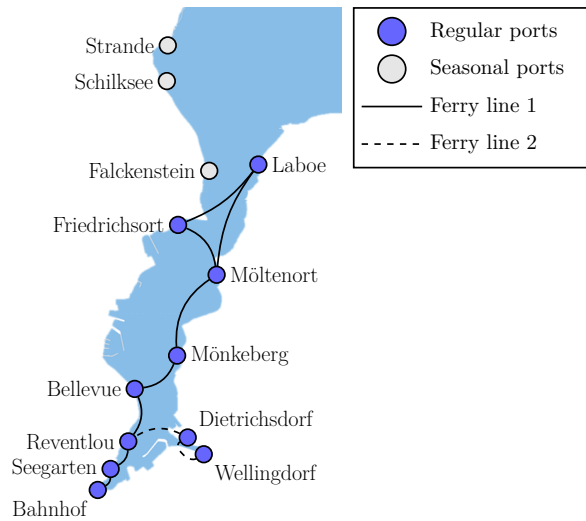 Strande
Schilksee
Falckenstein
Laboe
Friedrichsort
Möltenort
Mönkeberg
Bellevue
Dietrichsdorf
Reventlou
Wellingdorf
Seegarten
Bahnhof
Regular ports
Seasonal ports
Ferry line 1
Ferry line 2